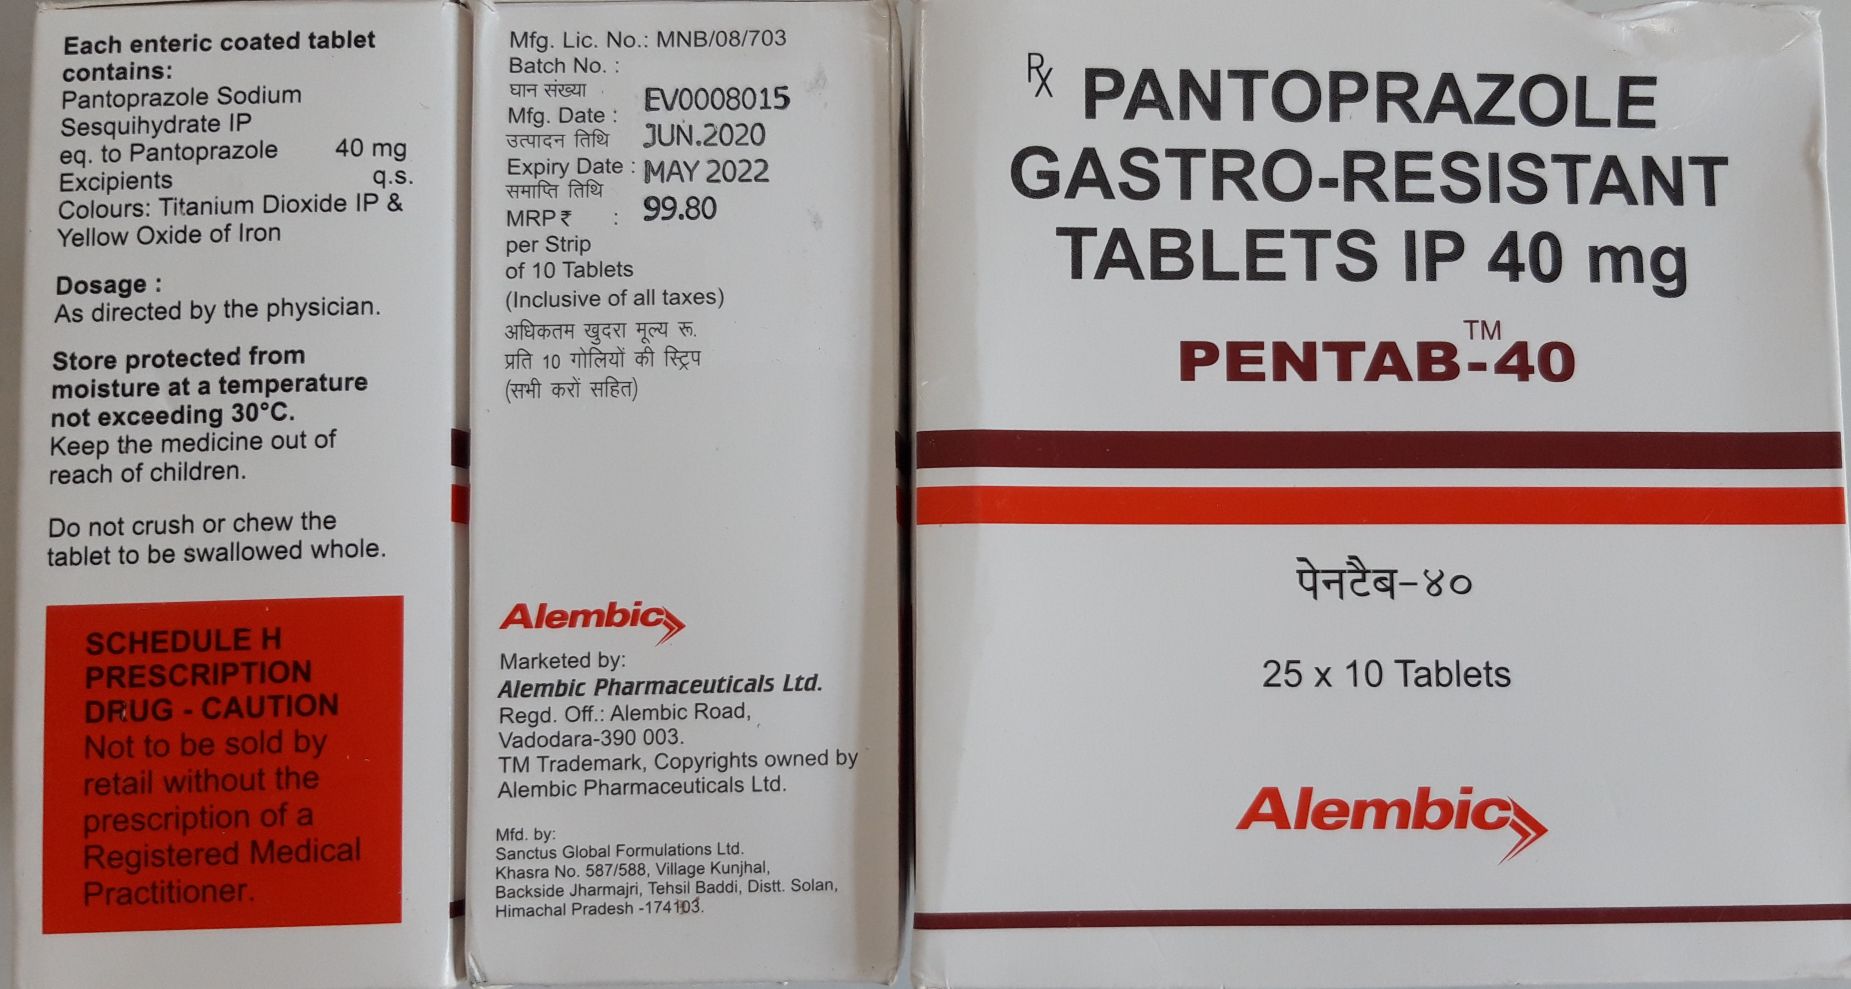 Each enteric coated tablet
contains:
Pantoprazole Sodium
Sesquihydrate IP
eq. to Pantoprazole 40 mg
Excipients q.s.
Colours: Titanium Dioxide IP &
Yellow Oxide of Iron
Dosage :
As directed by the physician.
Store protected from
moisture at a temperature
not exceeding 30°C.
Keep the medicine out of
reach of children.
Do not crush or chew the
tablet to be swallowed whole.
SCHEDULE H
PRESCRIPTION
DRUG - CAUTION
Not to be sold by
retail without the
prescription of a
Registered Medical
Practitioner.
Mfg. Lic. No.: MNB/08/703
Batch No. :
घान संख्या EV0008015
Mfg. Date :
उत्पादन तिथि JUN.2020
Expiry Date : MAY 2022
समाप्ति तिथि
MRP ₹ : 99.80
per Strip
of 10 Tablets
(Inclusive of all taxes)
अधिकतम खुदरा मूल्य रू.
प्रति 10 गोलियों की स्ट्रिप
(सभी करों सहित)
Alembic
Marketed by:
Alembic Pharmaceuticals Ltd.
Regd. Off.: Alembic Road,
Vadodara-390 003.
TM Trademark, Copyrights owned by
Alembic Pharmaceuticals Ltd.
Mfd. by:
Sanctus Global Formulations Ltd.
Khasra No. 587/588, Village Kunjhal,
Backside Jharmajri, Tehsil Baddi, Distt. Solan,
Himachal Pradesh -174103.
Rx PANTOPRAZOLE
GASTRO-RESISTANT
TABLETS IP 40 mg
PENTAB™-40
पेनटैब-४०
25 x 10 Tablets
Alembic